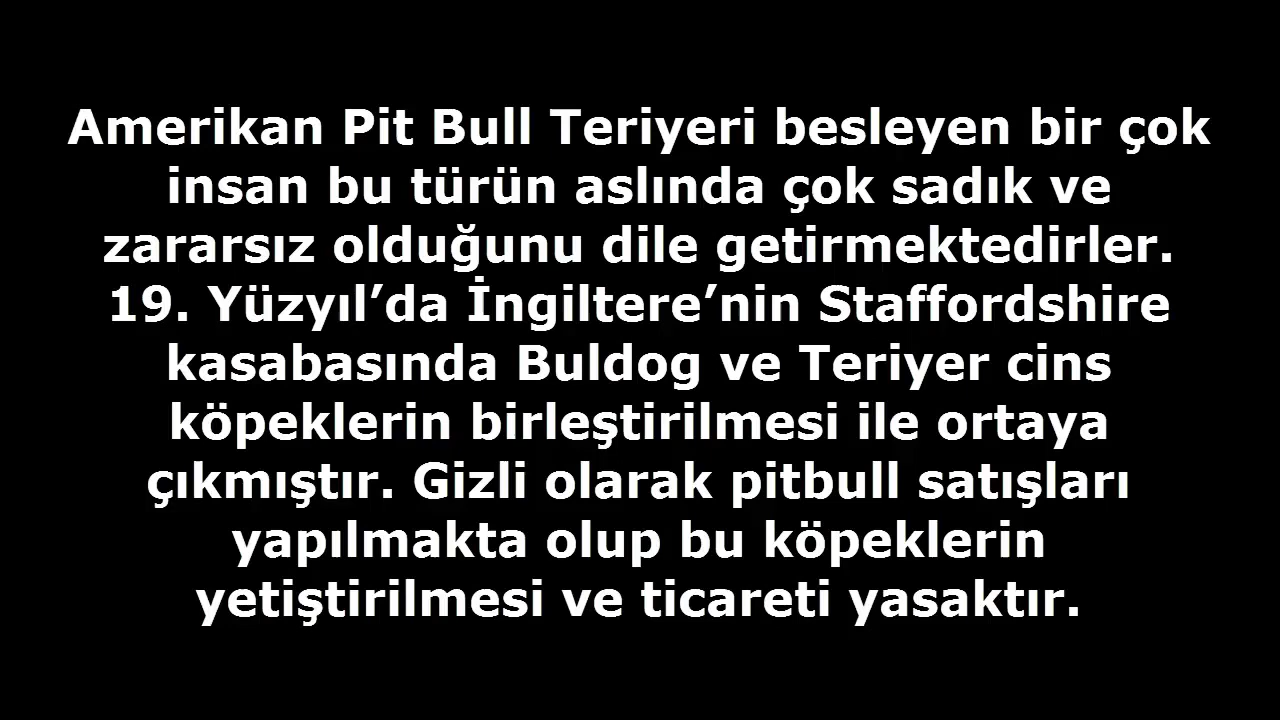 Amerikan Pit Bull Teriyeri besleyen bir çok
insan bu türün aslında çok sadık ve
zararsız olduğunu dile getirmektedirler.
19. Yüzyıl’da İngiltere’nin Staffordshire
kasabasında Buldog ve Teriyer cins
köpeklerin birleştirilmesi ile ortaya
çıkmıştır. Gizli olarak pitbull satışları
yapılmakta olup bu köpeklerin
yetiştirilmesi ve ticareti yasaktır.